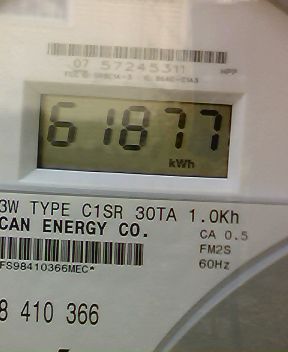 07 57245311
HPP
61877
kWh
3W TYPE C1SR 30TA 1.0Kh
CAN ENERGY CO.
CA 0.5
FM2S
FS98410366MEC*
60Hz
8 410 366